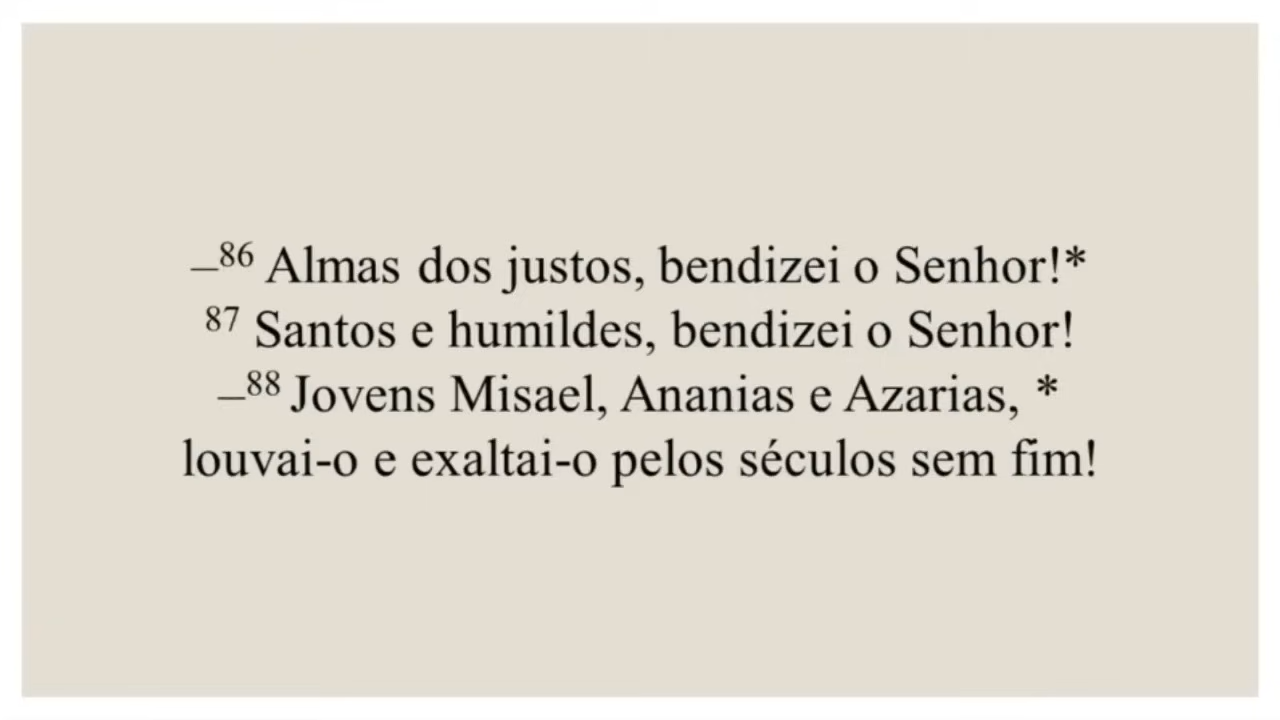 –⁸⁶ Almas dos justos, bendizei o Senhor!*
⁸⁷ Santos e humildes, bendizei o Senhor!
–⁸⁸ Jovens Misael, Ananias e Azarias, *
louvai-o e exaltai-o pelos séculos sem fim!